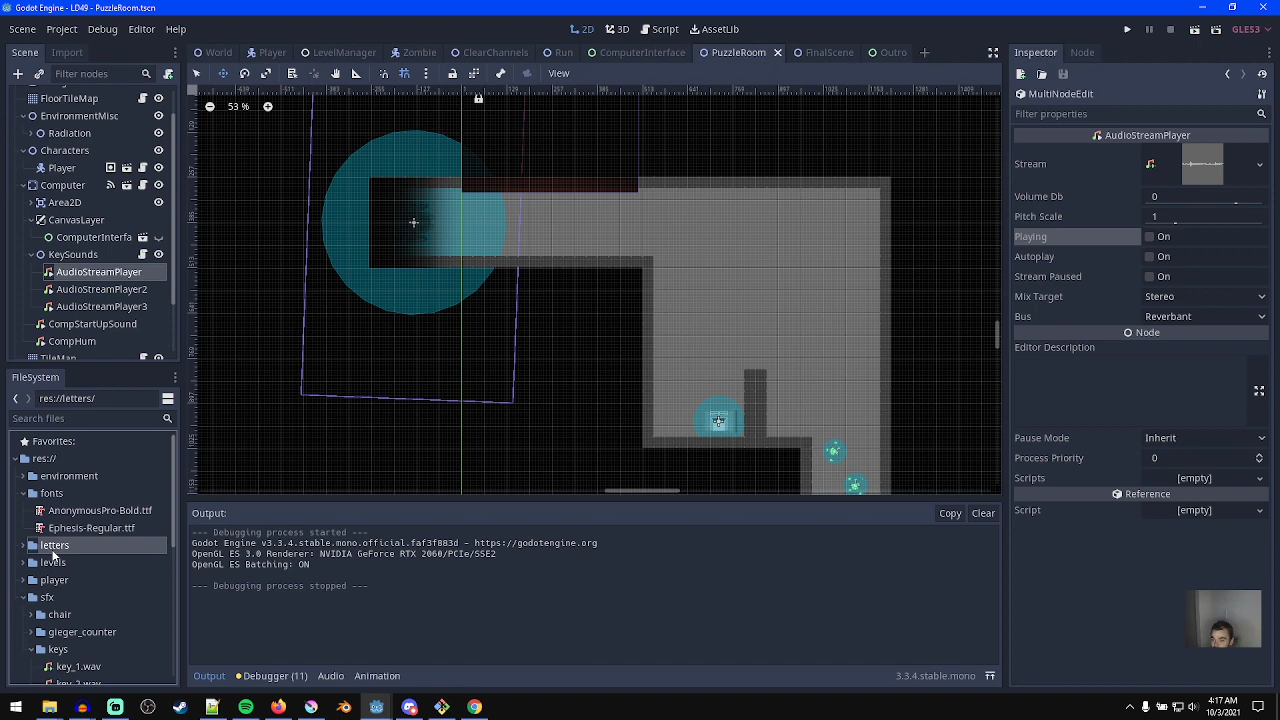 Godot Engine - LD49 - PuzzleRoom.tscn
Scene Project Debug Editor Help
2D 3D Script AssetLib
GLES3
Scene Import
World Player LevelManager Zombie ClearChannels Run ComputerInterface PuzzleRoom FinalScene Outro
Inspector Node
Filter nodes
View
MultiNodeEdit
Filter properties
FloorTileMap
EnvironmentMisc
Radiation
Characters
Player
Computer
Area2D
CanvasLayer
ComputerInterfa
KeySounds
AudioStreamPlayer
AudioStreamPlayer2
AudioStreamPlayer3
CompStartUpSound
CompHum
TileMap
53 %
AudioStreamPlayer
Stream
Volume Db 0
Pitch Scale 1
Playing On
Autoplay On
Stream Paused On
Mix Target Stereo
Bus Reverbant
Node
Editor Description
Pause Mode Inherit
Process Priority 0
Scripts [empty]
Reference
Script [empty]
FileSystem
res://letters/
Search files
Favorites:
res://
environment
fonts
AnonymousPro-Bold.ttf
Ephesis-Regular.ttf
letters
levels
player
sfx
chair
gieger_counter
keys
key_1.wav
Output:
Copy Clear
--- Debugging process started ---
Godot Engine v3.3.4.stable.mono.official.faf3f883d - https://godotengine.org
OpenGL ES 3.0 Renderer: NVIDIA GeForce RTX 2060/PCIe/SSE2
OpenGL ES Batching: ON
--- Debugging process stopped ---
Output Debugger (11) Audio Animation
3.3.4.stable.mono
4:17 AM
10/3/2021